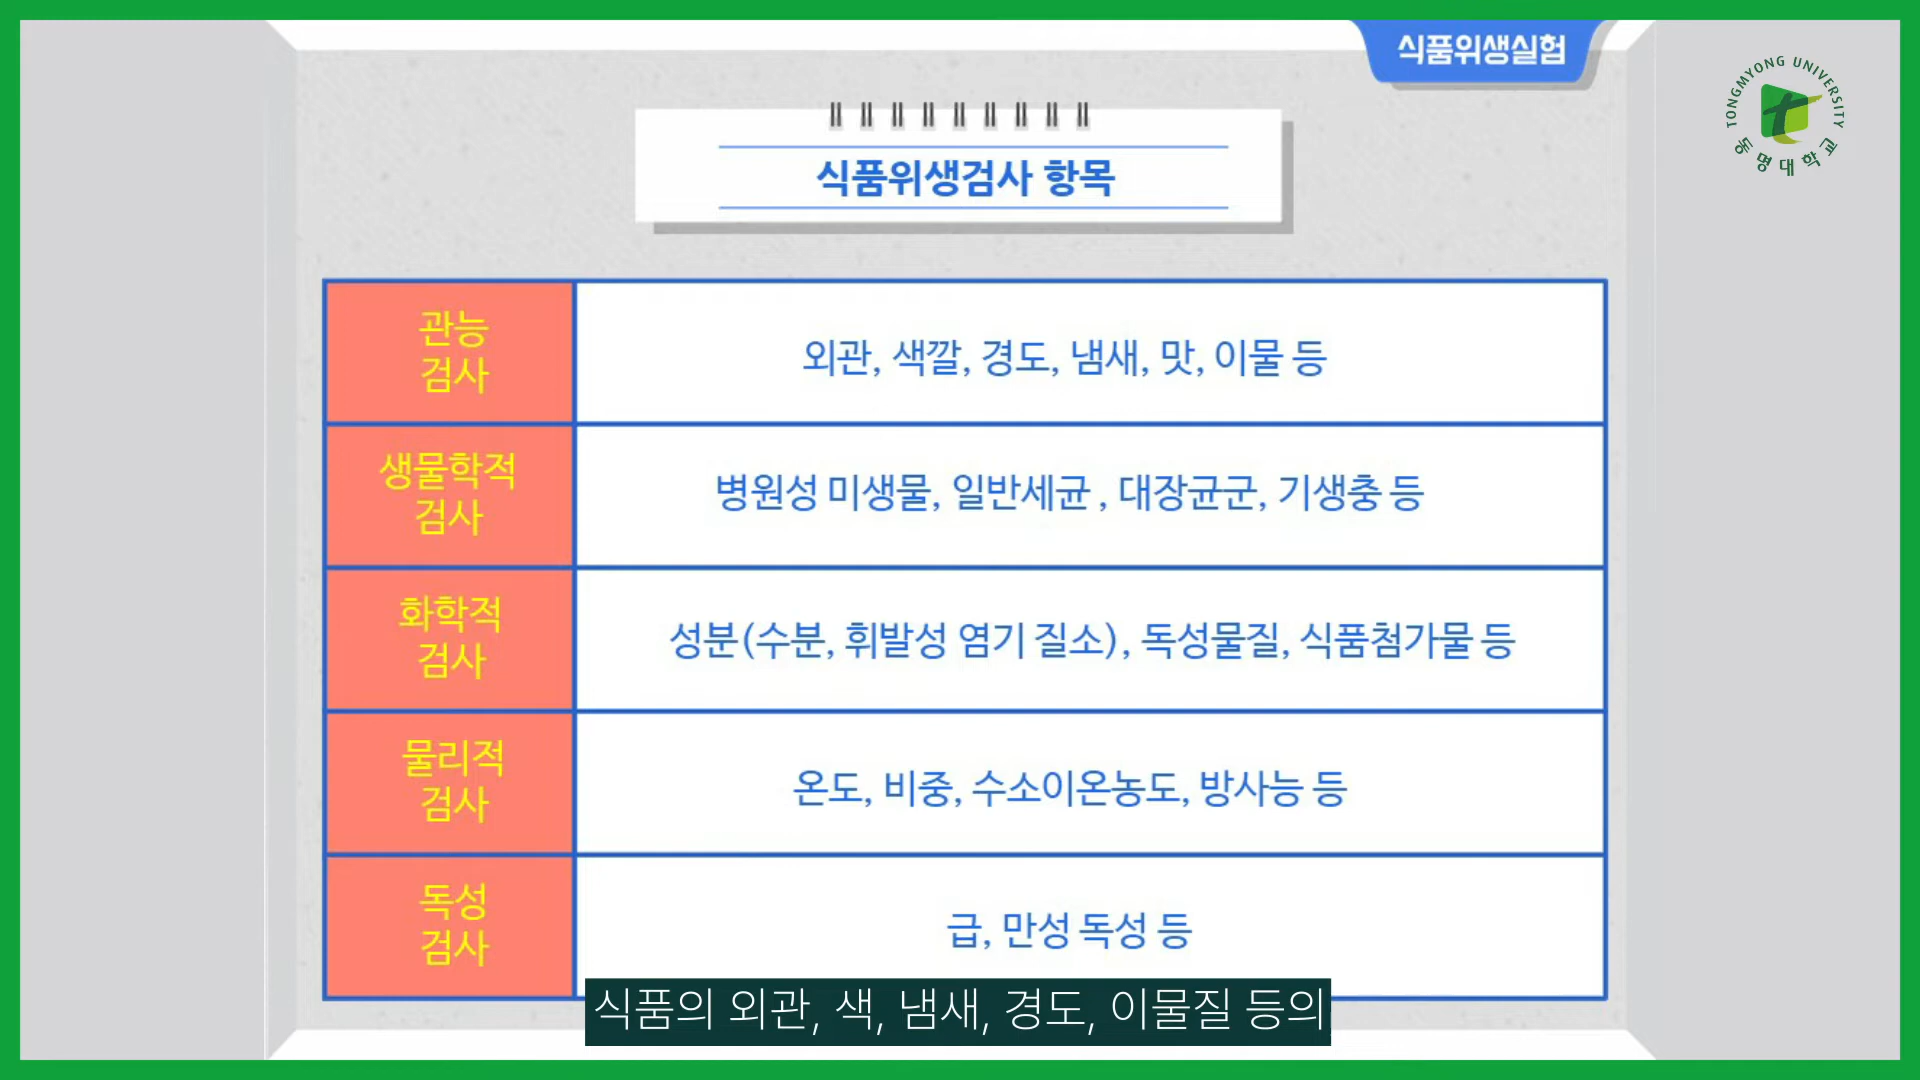 식품위생실험
TONGMYONG UNIVERSITY
동명대학교
식품위생검사 항목
관능
검사
외관, 색깔, 경도, 냄새, 맛, 이물 등
생물학적
검사
병원성 미생물, 일반세균 , 대장균군, 기생충 등
화학적
검사
성분(수분, 휘발성 염기 질소), 독성물질, 식품첨가물 등
물리적
검사
온도, 비중, 수소이온농도, 방사능 등
독성
검사
급, 만성 독성 등
식품의 외관, 색, 냄새, 경도, 이물질 등의